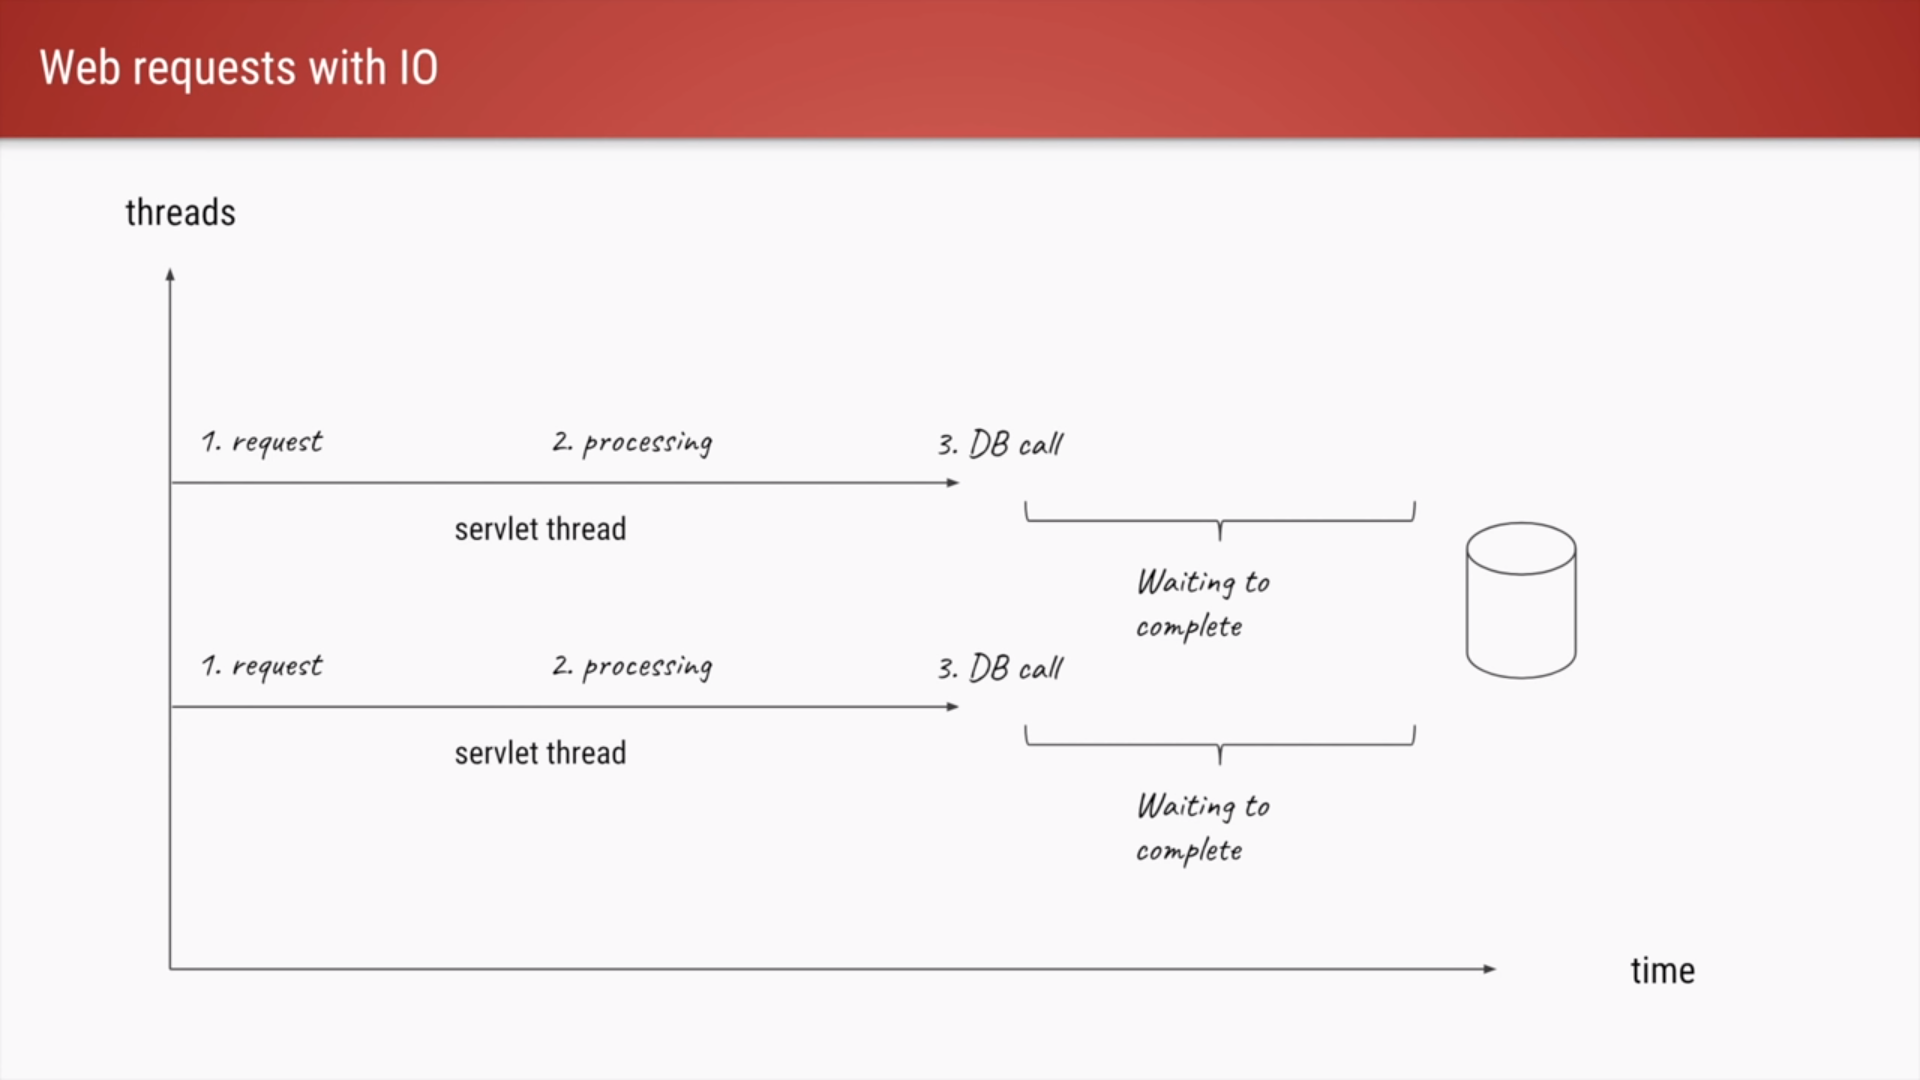 Web requests with IO
threads
1. request
2. processing
3. DB call
servlet thread
Waiting to
complete
1. request
2. processing
3. DB call
servlet thread
Waiting to
complete
time